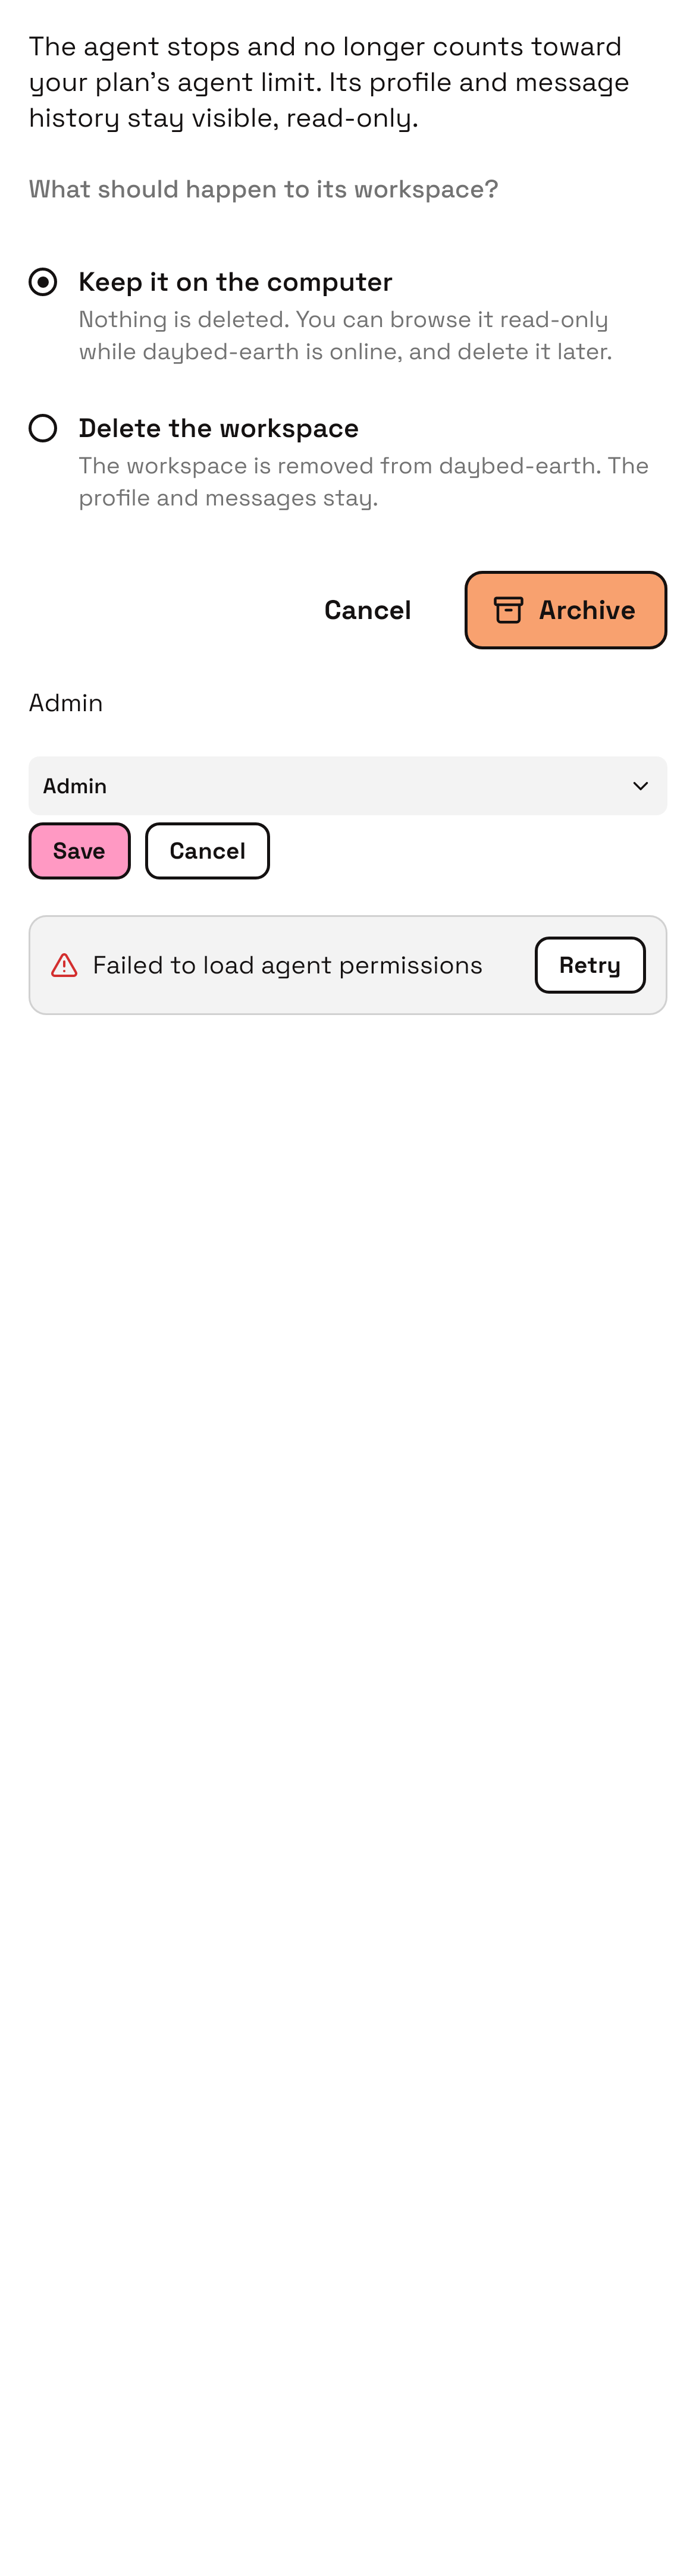 The agent stops and no longer counts toward
your plan’s agent limit. Its profile and message
history stay visible, read-only.
What should happen to its workspace?
Keep it on the computer
Nothing is deleted. You can browse it read-only
while daybed-earth is online, and delete it later.
Delete the workspace
The workspace is removed from daybed-earth. The
profile and messages stay.
Cancel Archive
Admin
Admin
Save Cancel
Failed to load agent permissions Retry